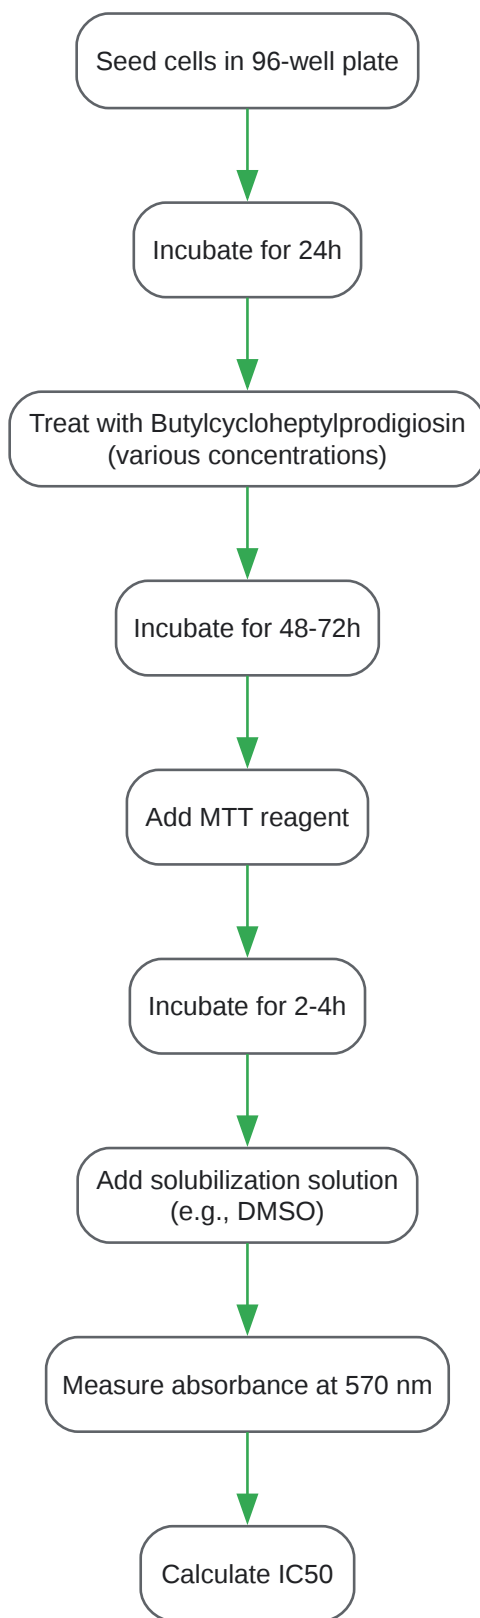 Seed cells in 96-well plate
Incubate for 24h
Treat with Butylcycloheptylprodigiosin
(various concentrations)
Incubate for 48-72h
Add MTT reagent
Incubate for 2-4h
Add solubilization solution
(e.g., DMSO)
Measure absorbance at 570 nm
Calculate IC50